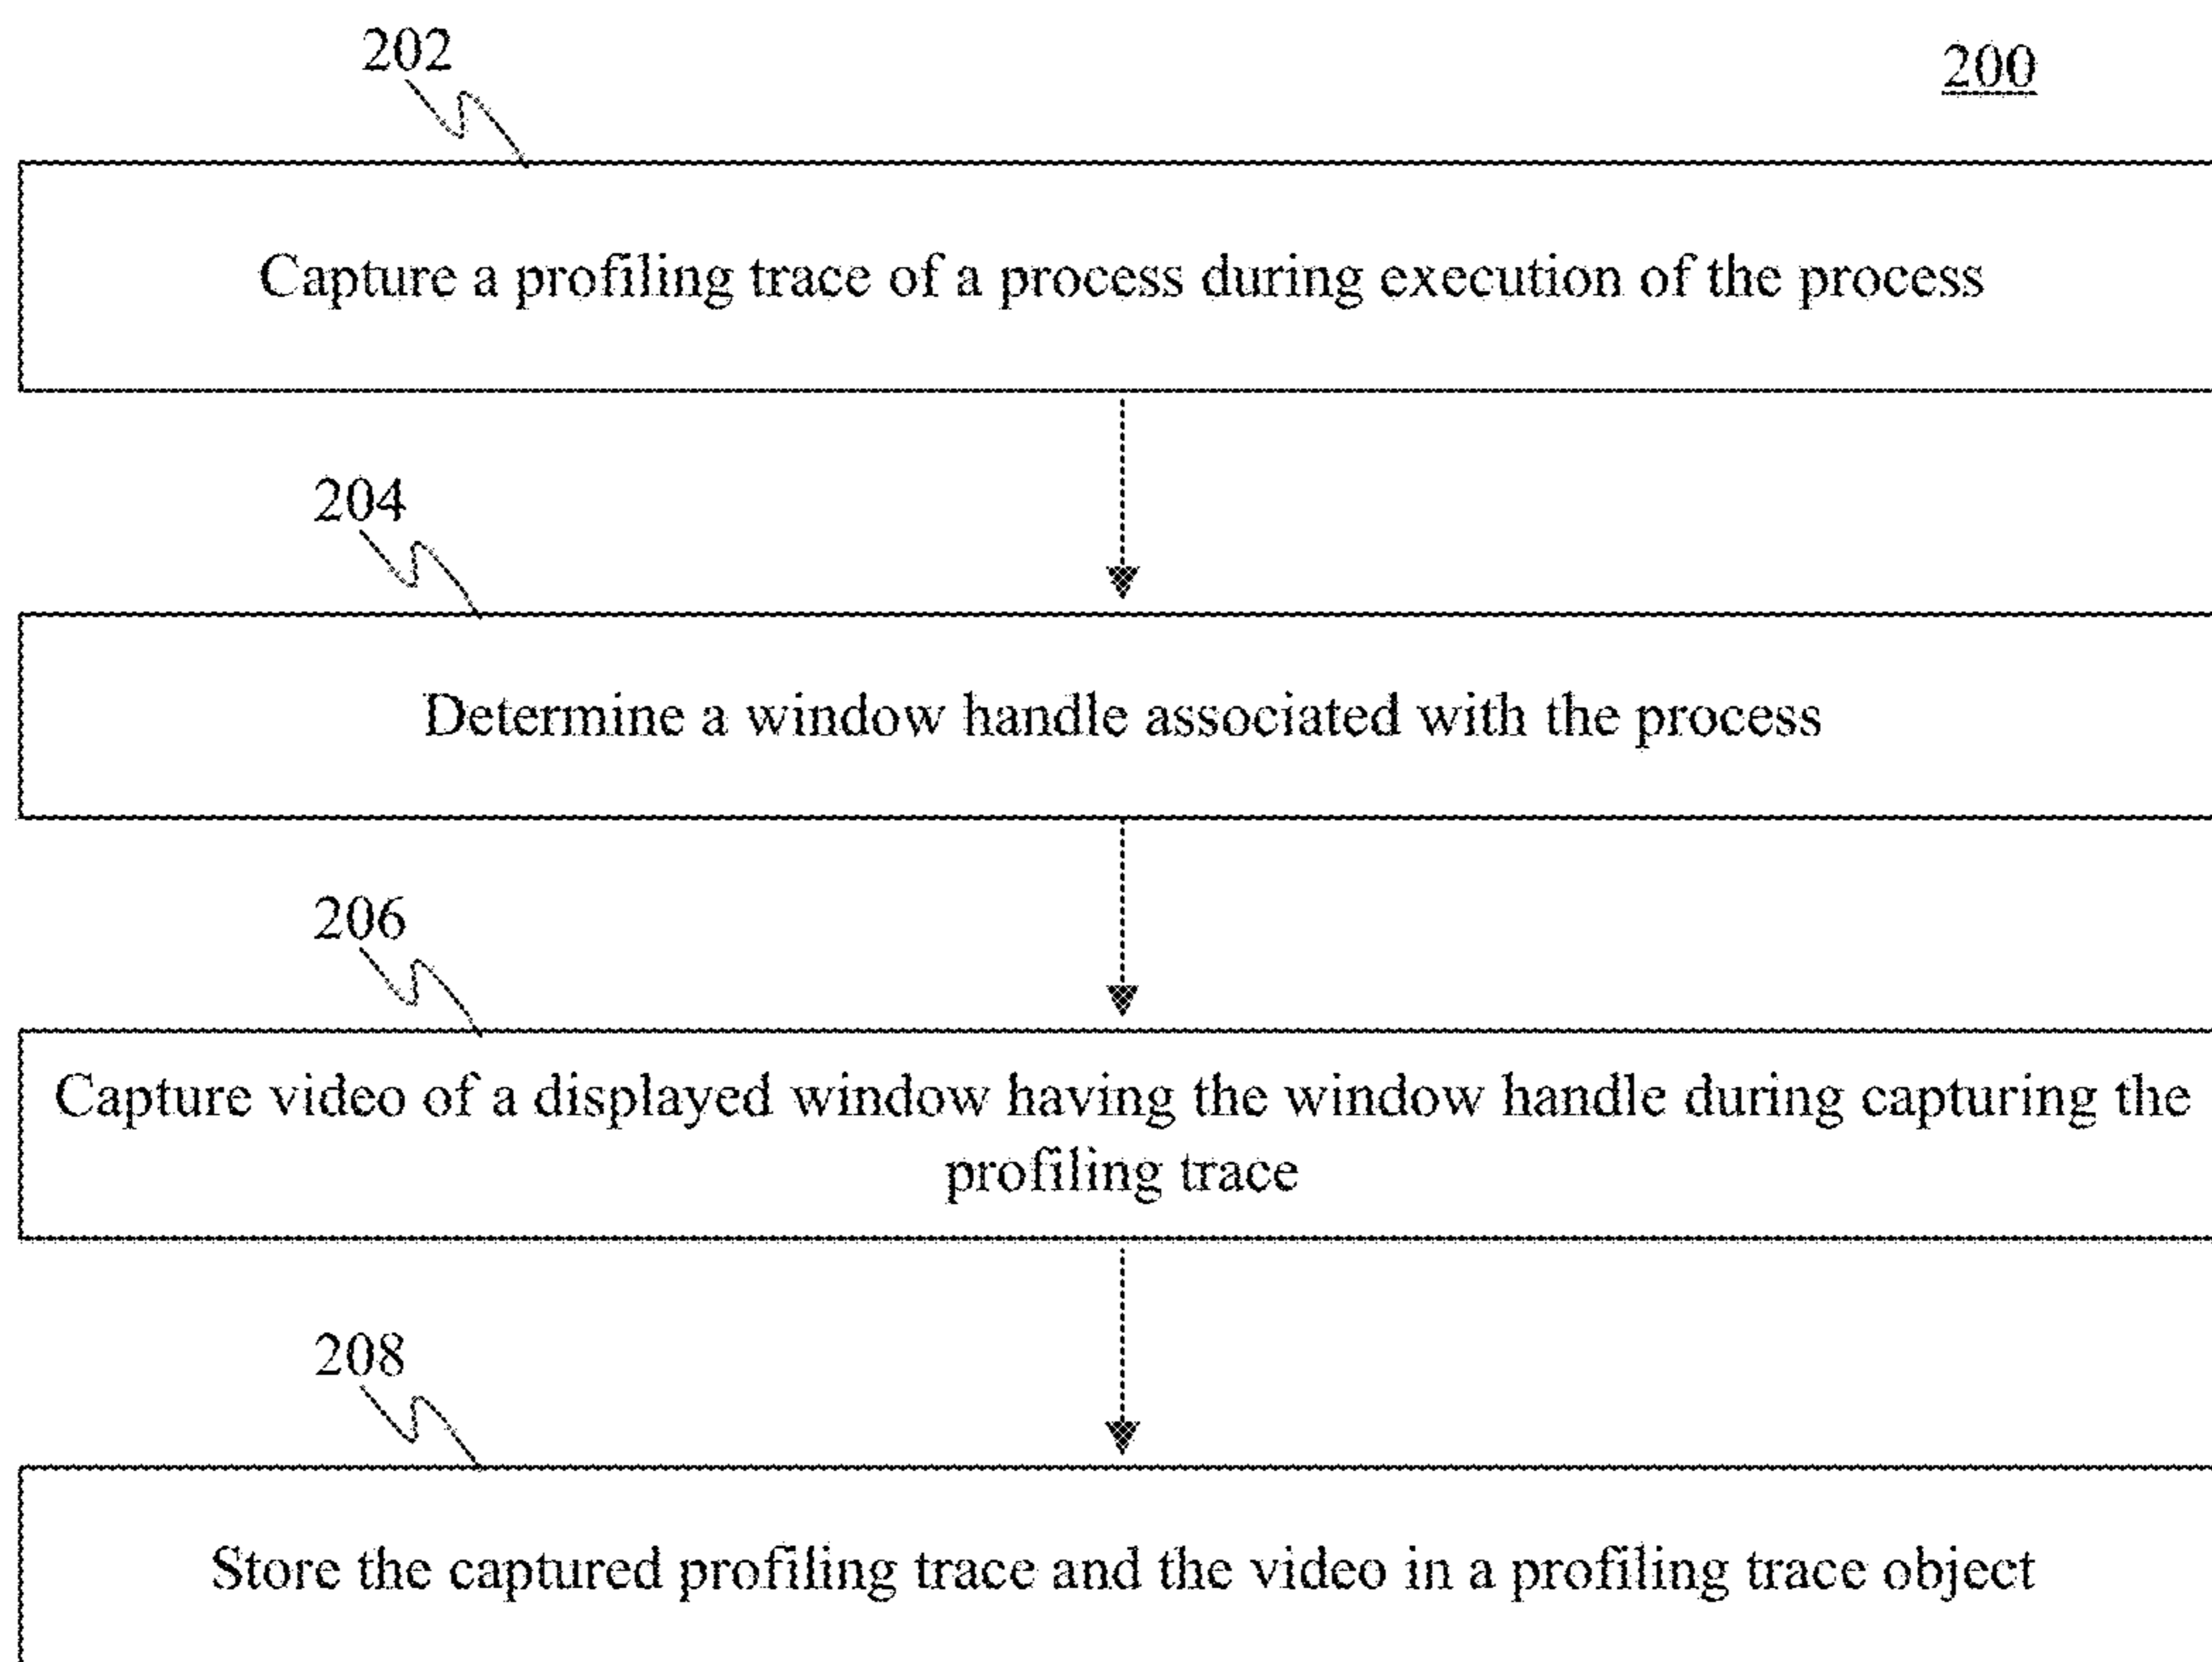 202
200
Capture a profiling trace of a process during execution of the process
204
Determine a window handle associated with the process
206
Capture video of a displayed window having the window handle during capturing the
profiling trace
208
Store the captured profiling trace and the video in a profiling trace object